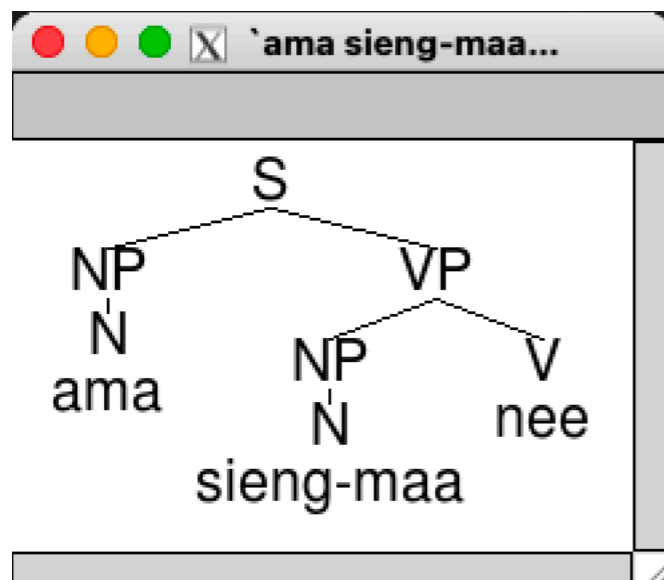 `ama sieng-maa...
S
NP VP
N NP V
ama N nee
sieng-maa